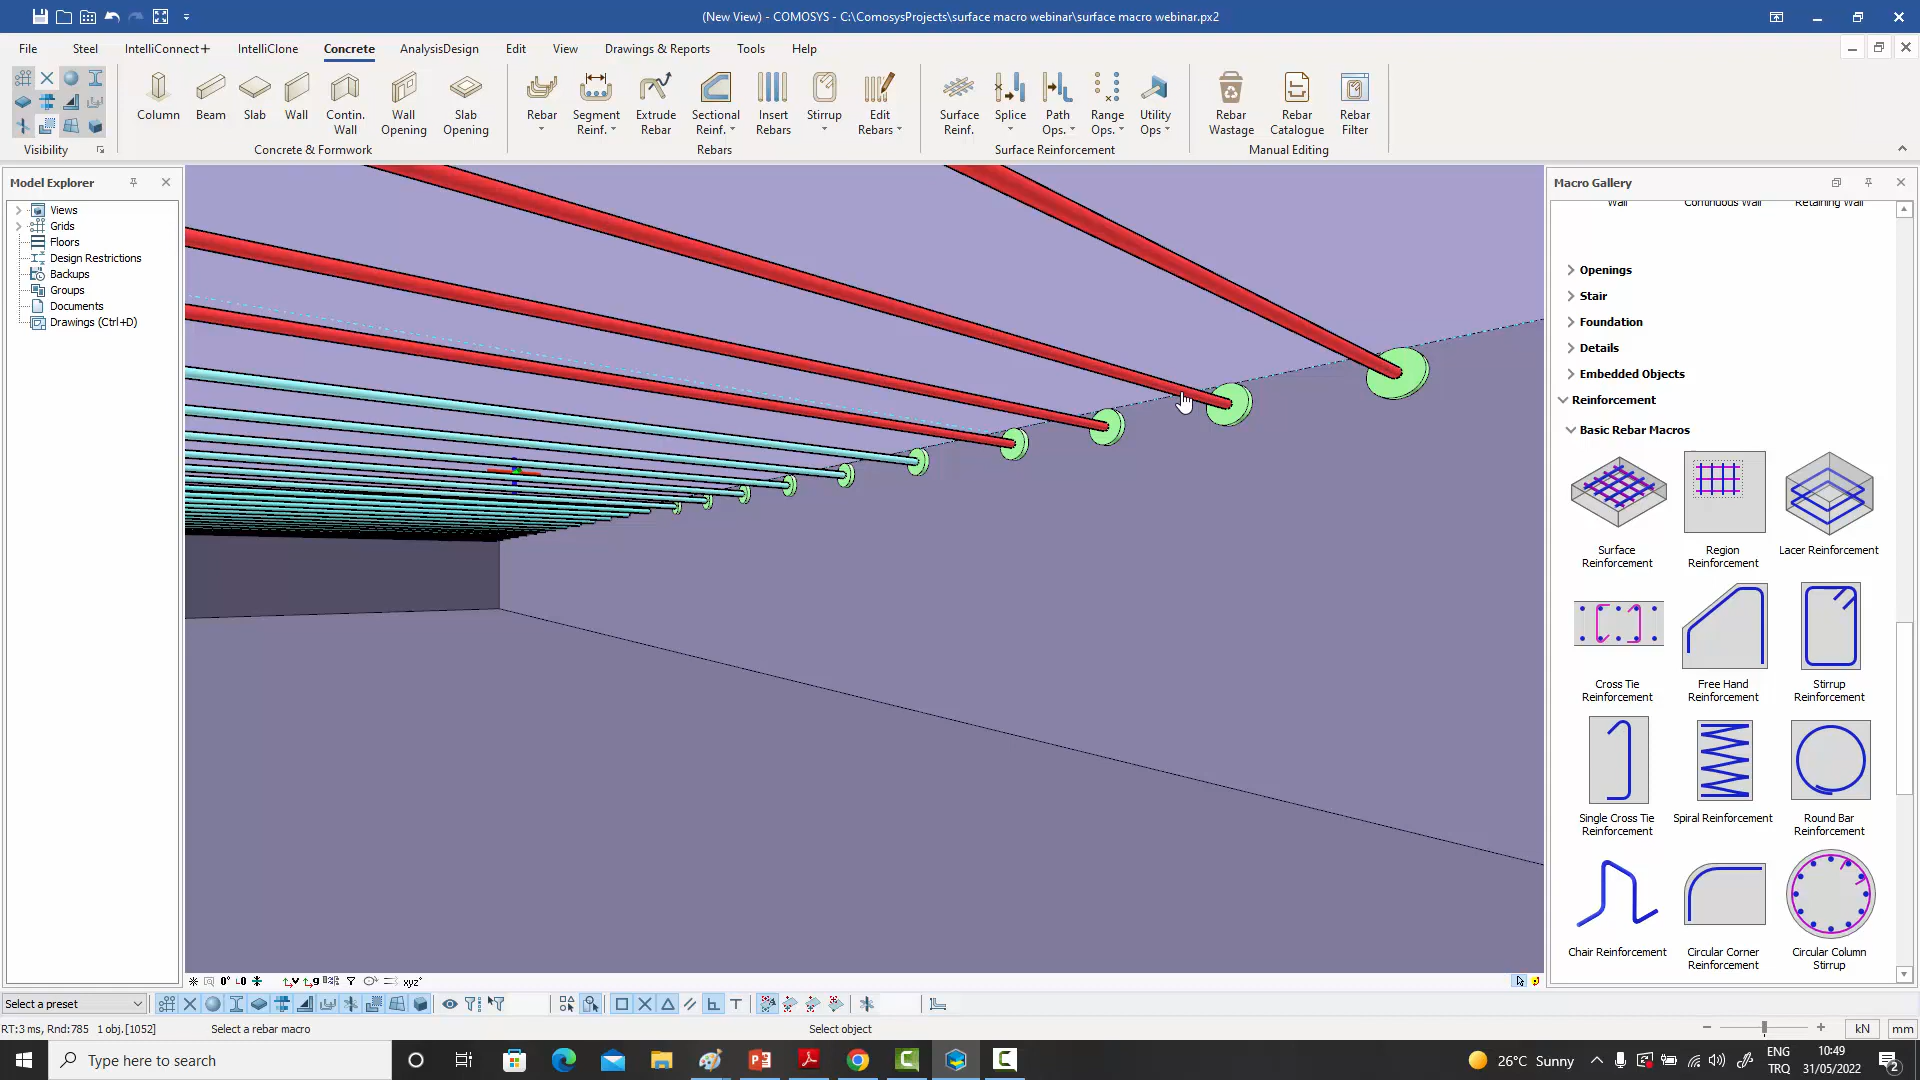 (New View) - COMOSYS - C:\ComosysProjects\surface macro webinar\surface macro webinar.px2
File Steel IntelliConnect+ IntelliClone Concrete AnalysisDesign Edit View Drawings & Reports Tools Help
Column Beam Slab Wall Contin. Wall Wall Opening Slab Opening
Rebar Segment Reinf. Extrude Rebar Sectional Reinf. Insert Rebars Stirrup Edit Rebars
Surface Reinf. Splice Path Ops. Range Ops. Utility Ops
Rebar Wastage Rebar Catalogue Rebar Filter
Visibility Concrete & Formwork Rebars Surface Reinforcement Manual Editing
Model Explorer
Views
Grids
Floors
Design Restrictions
Backups
Groups
Documents
Drawings (Ctrl+D)
Macro Gallery
Wall Continuous Wall Retaining Wall
Openings
Stair
Foundation
Details
Embedded Objects
Reinforcement
Basic Rebar Macros
Surface Reinforcement
Region Reinforcement
Lacer Reinforcement
Cross Tie Reinforcement
Free Hand Reinforcement
Stirrup Reinforcement
Single Cross Tie Reinforcement
Spiral Reinforcement
Round Bar Reinforcement
Chair Reinforcement
Circular Corner Reinforcement
Circular Column Stirrup
xyz
Select a preset
RT:3 ms, Rnd:785 1 obj.[1052] Select a rebar macro Select object kN mm
Type here to search
26°C Sunny
ENG
TRQ
10:49
31/05/2022
2